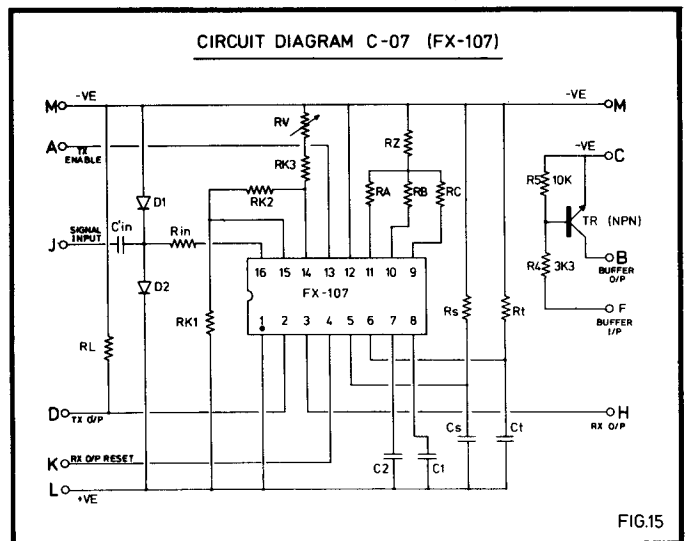 CIRCUIT DIAGRAM C-07 (FX-107)
M -VE -VE M
A TX ENABLE
RV
RZ
-VE C
RK3
R5 10K
RK2
RA RB RC
D1
TR (NPN)
J SIGNAL INPUT C'in Rin
B BUFFER O/P
16 15 14 13 12 11 10 9
FX-107
R4 3K3
D2
Rs Rt
F BUFFER I/P
RK1
1 2 3 4 5 6 7 8
RL
D TX O/P
H RX O/P
Cs Ct
K RX O/P RESET
C2 C1
L +VE
FIG.15